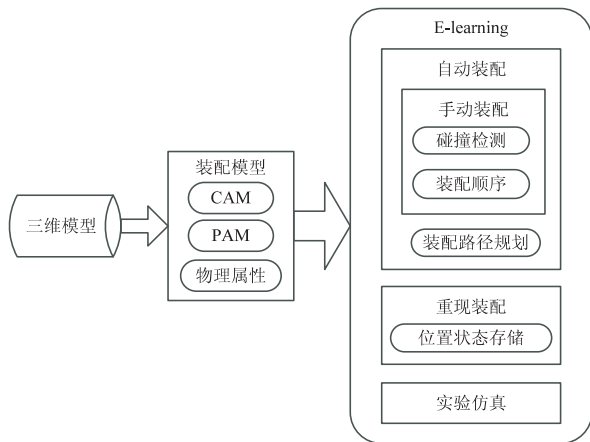 三维模型
装配模型
CAM
PAM
物理属性
E-learning
自动装配
手动装配
碰撞检测
装配顺序
装配路径规划
重现装配
位置状态存储
实验仿真